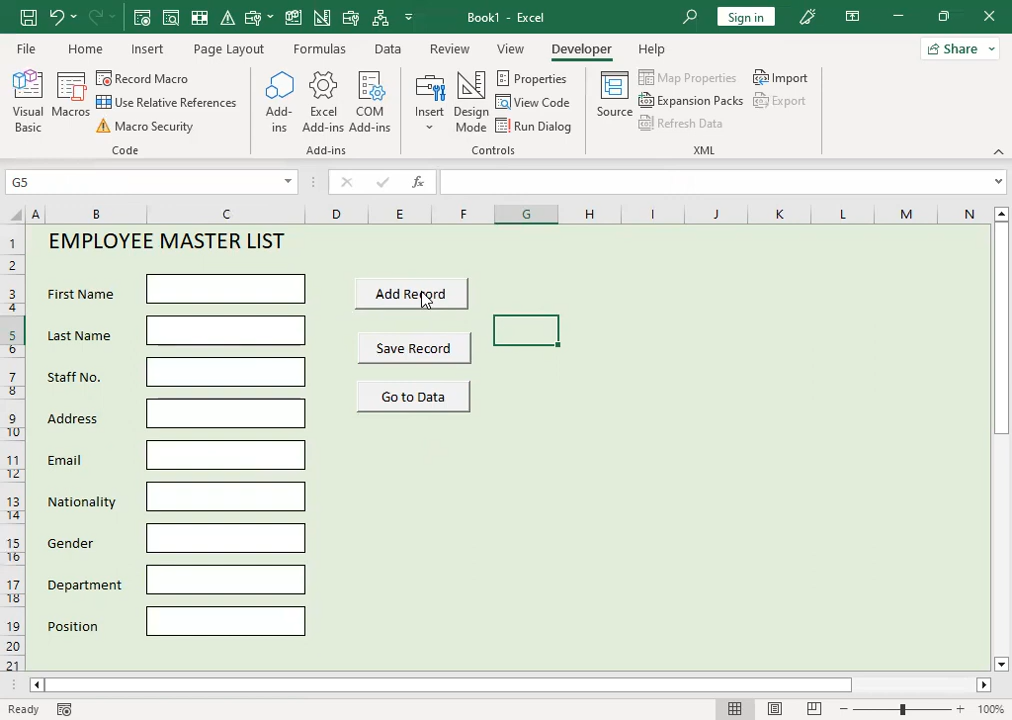 Book1 - Excel
Sign in
File Home Insert Page Layout Formulas Data Review View Developer Help Share
Visual Basic
Macros
Record Macro
Use Relative References
Macro Security
Code
Add-ins
Excel Add-ins
COM Add-ins
Add-ins
Insert
Design Mode
Properties
View Code
Run Dialog
Controls
Source
Map Properties
Expansion Packs
Refresh Data
Import
Export
XML
G5
fx
A B C D E F G H I J K L M N
1 EMPLOYEE MASTER LIST
2
3 First Name Add Record
4
5 Last Name
6 Save Record
7 Staff No.
8 Go to Data
9 Address
10
11 Email
12
13 Nationality
14
15 Gender
16
17 Department
18
19 Position
20
21
Ready 100%